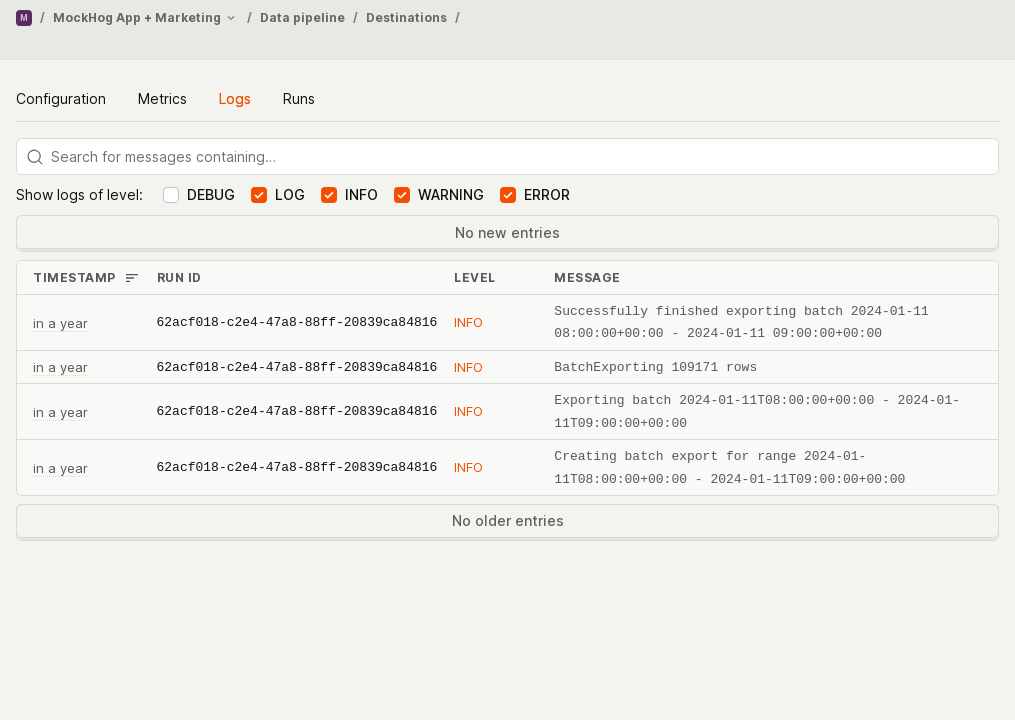 M / MockHog App + Marketing / Data pipeline / Destinations /
Configuration Metrics Logs Runs
Search for messages containing…
Show logs of level: DEBUG LOG INFO WARNING ERROR
No new entries
TIMESTAMP RUN ID LEVEL MESSAGE
in a year 62acf018-c2e4-47a8-88ff-20839ca84816 INFO Successfully finished exporting batch 2024-01-11
08:00:00+00:00 - 2024-01-11 09:00:00+00:00
in a year 62acf018-c2e4-47a8-88ff-20839ca84816 INFO BatchExporting 109171 rows
in a year 62acf018-c2e4-47a8-88ff-20839ca84816 INFO Exporting batch 2024-01-11T08:00:00+00:00 - 2024-01-
11T09:00:00+00:00
in a year 62acf018-c2e4-47a8-88ff-20839ca84816 INFO Creating batch export for range 2024-01-
11T08:00:00+00:00 - 2024-01-11T09:00:00+00:00
No older entries